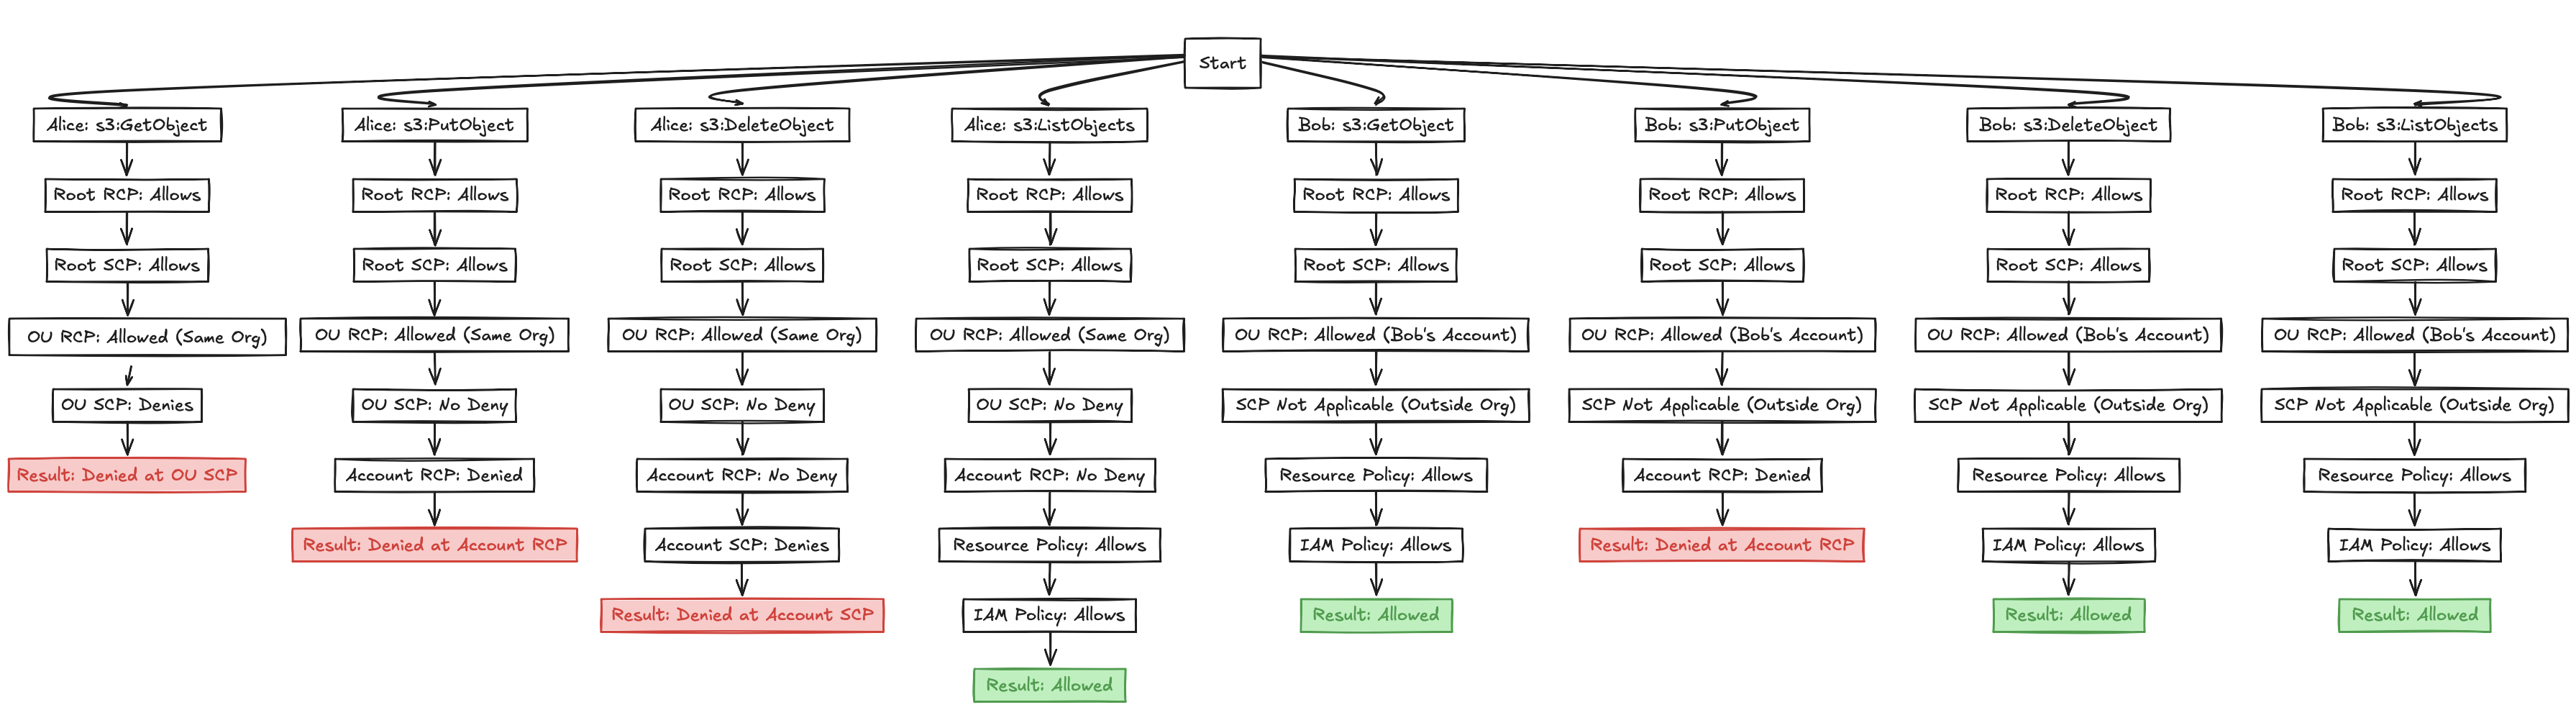 Start
Alice: s3:GetObject
Root RCP: Allows
Root SCP: Allows
OU RCP: Allowed (Same Org)
OU SCP: Denies
Result: Denied at OU SCP
Alice: s3:PutObject
Root RCP: Allows
Root SCP: Allows
OU RCP: Allowed (Same Org)
OU SCP: No Deny
Account RCP: Denied
Result: Denied at Account RCP
Alice: s3:DeleteObject
Root RCP: Allows
Root SCP: Allows
OU RCP: Allowed (Same Org)
OU SCP: No Deny
Account RCP: No Deny
Account SCP: Denies
Result: Denied at Account SCP
Alice: s3:ListObjects
Root RCP: Allows
Root SCP: Allows
OU RCP: Allowed (Same Org)
OU SCP: No Deny
Account RCP: No Deny
Resource Policy: Allows
IAM Policy: Allows
Result: Allowed
Bob: s3:GetObject
Root RCP: Allows
Root SCP: Allows
OU RCP: Allowed (Bob's Account)
SCP Not Applicable (Outside Org)
Resource Policy: Allows
IAM Policy: Allows
Result: Allowed
Bob: s3:PutObject
Root RCP: Allows
Root SCP: Allows
OU RCP: Allowed (Bob's Account)
SCP Not Applicable (Outside Org)
Account RCP: Denied
Result: Denied at Account RCP
Bob: s3:DeleteObject
Root RCP: Allows
Root SCP: Allows
OU RCP: Allowed (Bob's Account)
SCP Not Applicable (Outside Org)
Resource Policy: Allows
IAM Policy: Allows
Result: Allowed
Bob: s3:ListObjects
Root RCP: Allows
Root SCP: Allows
OU RCP: Allowed (Bob's Account)
SCP Not Applicable (Outside Org)
Resource Policy: Allows
IAM Policy: Allows
Result: Allowed